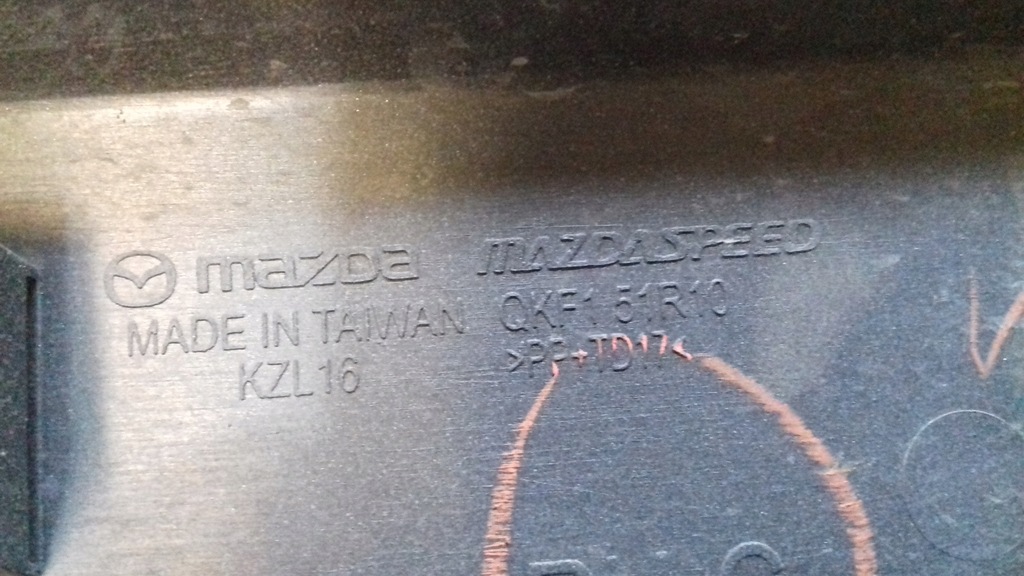 mazda MAZDASPEED
MADE IN TAIWAN QKF1 51R10
KZL16 >PP+TD17<